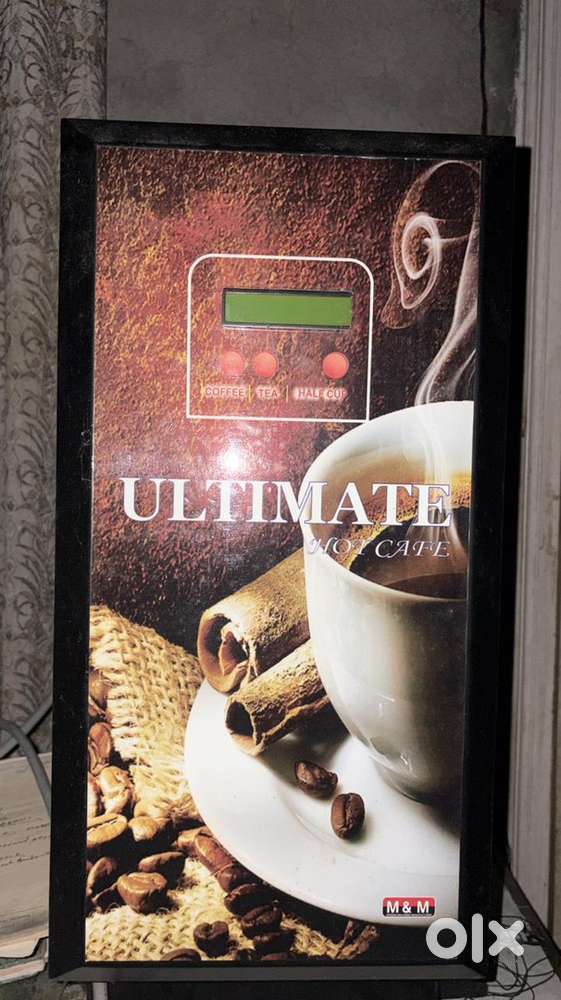 COFFEE TEA HALF CUP
ULTIMATE
HOT CAFE
M & M
olx